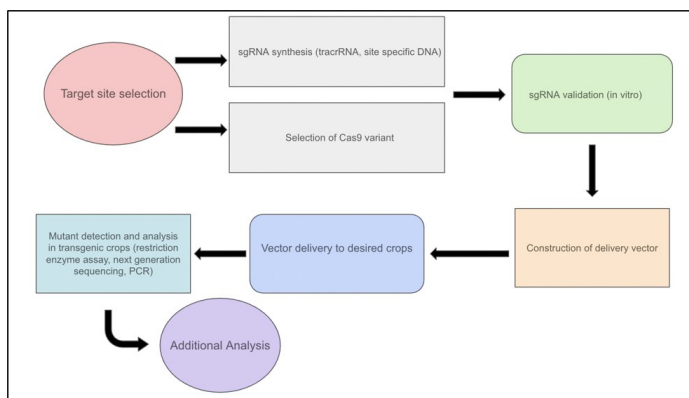 sgRNA synthesis (tracrRNA, site specific DNA)
Target site selection
sgRNA validation (in vitro)
Selection of Cas9 variant
Mutant detection and analysis
in transgenic crops (restriction
enzyme assay, next generation
sequencing, PCR)
Vector delivery to desired crops
Construction of delivery vector
Additional Analysis